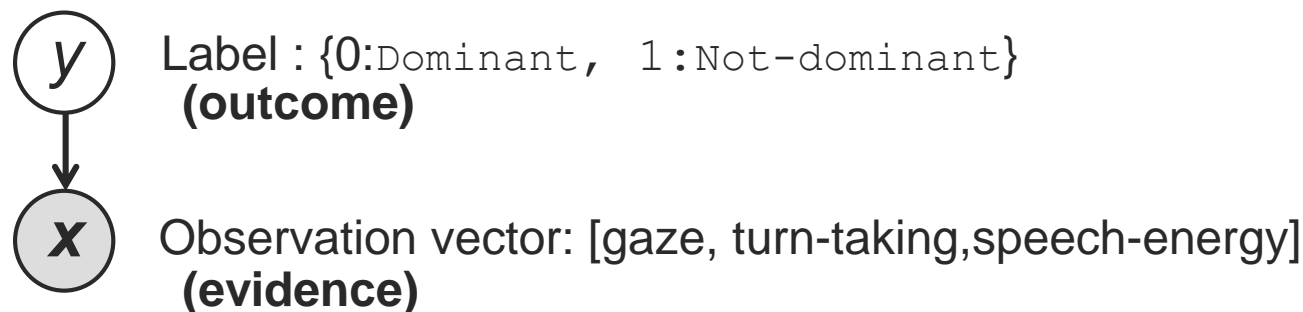 y Label : {0:Dominant, 1:Not-dominant}
(outcome)
x Observation vector: [gaze, turn-taking,speech-energy]
(evidence)